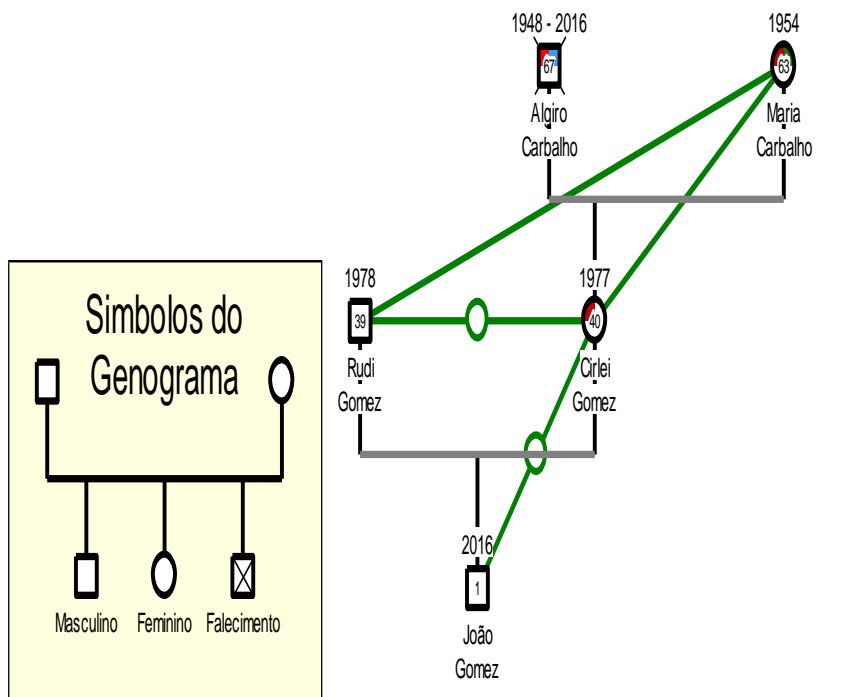 1948 - 2016
67
Algiro
Carbalho
1954
63
Maria
Carbalho
1978
39
Rudi
Gomez
1977
40
Cirlei
Gomez
2016
1
João
Gomez
Simbolos do
Genograma
Masculino
Feminino
Falecimento